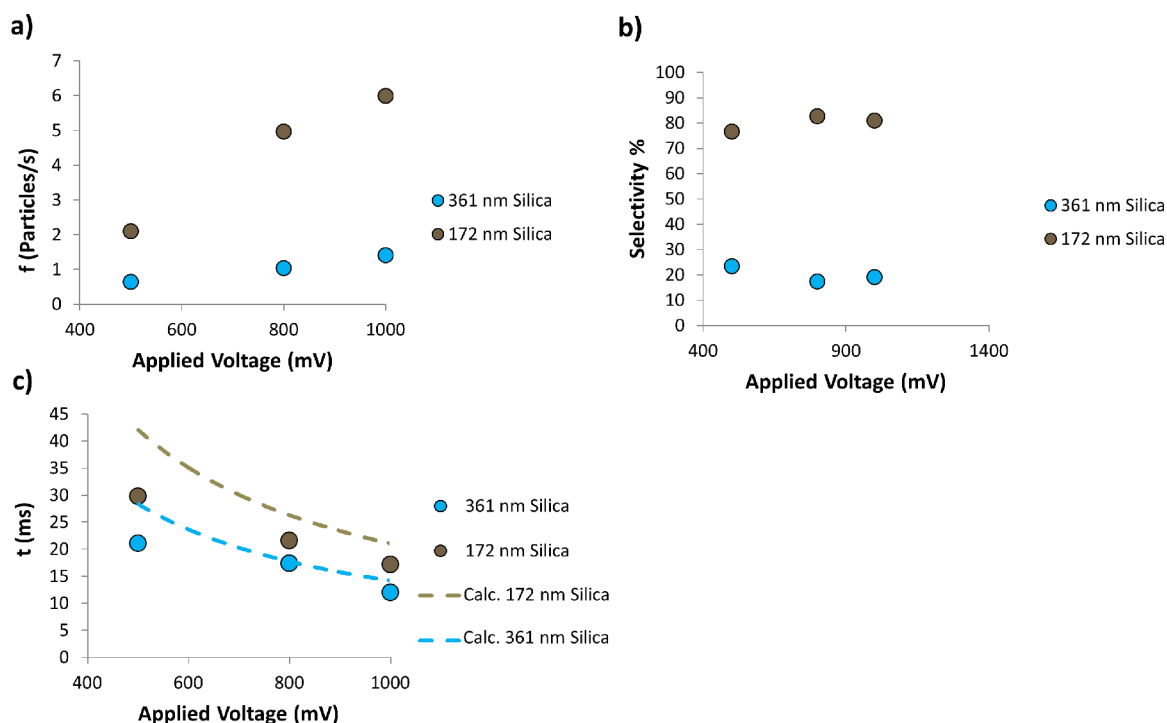 a)
7
6
5
4
3
2
1
0
f (Particles/s)
400 600 800 1000
Applied Voltage (mV)
361 nm Silica
172 nm Silica
b)
100
90
80
70
60
50
40
30
20
10
0
Selectivity %
400 900 1400
Applied Voltage (mV)
361 nm Silica
172 nm Silica
c)
45
40
35
30
25
20
15
10
5
0
t (ms)
400 600 800 1000
Applied Voltage (mV)
361 nm Silica
172 nm Silica
Calc. 172 nm Silica
Calc. 361 nm Silica